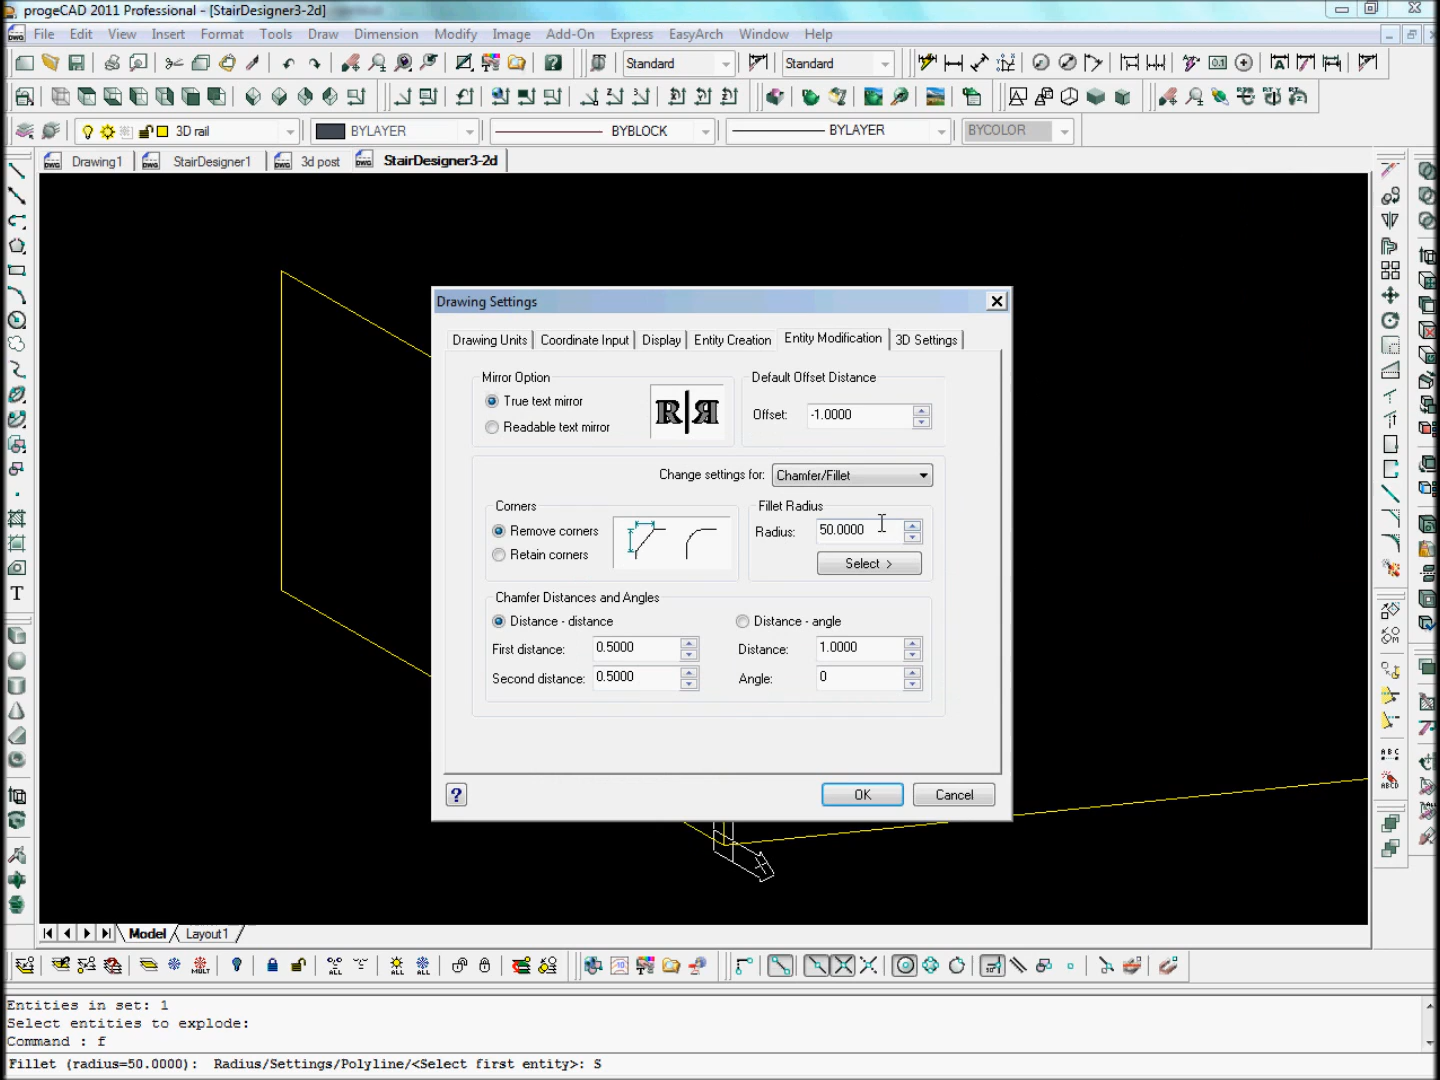 progeCAD 2011 Professional - [StairDesigner3-2d]
File Edit View Insert Format Tools Draw Dimension Modify Image Add-On Express EasyArch Window Help
Standard Standard
3D rail BYLAYER BYBLOCK BYLAYER BYCOLOR
Drawing1 StairDesigner1 3d post StairDesigner3-2d
Drawing Settings
Drawing Units Coordinate Input Display Entity Creation Entity Modification 3D Settings
Mirror Option Default Offset Distance
True text mirror R|Я Offset: -1.0000
Readable text mirror
Change settings for: Chamfer/Fillet
Corners Fillet Radius
Remove corners Radius: 50.0000
Retain corners Select >
Chamfer Distances and Angles
Distance - distance Distance - angle
First distance: 0.5000 Distance: 1.0000
Second distance: 0.5000 Angle: 0
? OK Cancel
Model Layout1
Entities in set: 1
Select entities to explode:
Command : f
Fillet (radius=50.0000): Radius/Settings/Polyline/<Select first entity>: S